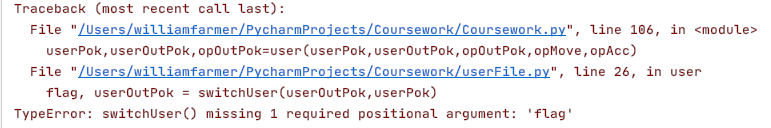 Traceback (most recent call last):
File "/Users/williamfarmer/PycharmProjects/Coursework/Coursework.py", line 106, in <module>
userPok,userOutPok,opOutPok=user(userPok,userOutPok,opOutPok,opMove,opAcc)
File "/Users/williamfarmer/PycharmProjects/Coursework/userFile.py", line 26, in user
flag, userOutPok = switchUser(userOutPok,userPok)
TypeError: switchUser() missing 1 required positional argument: 'flag'